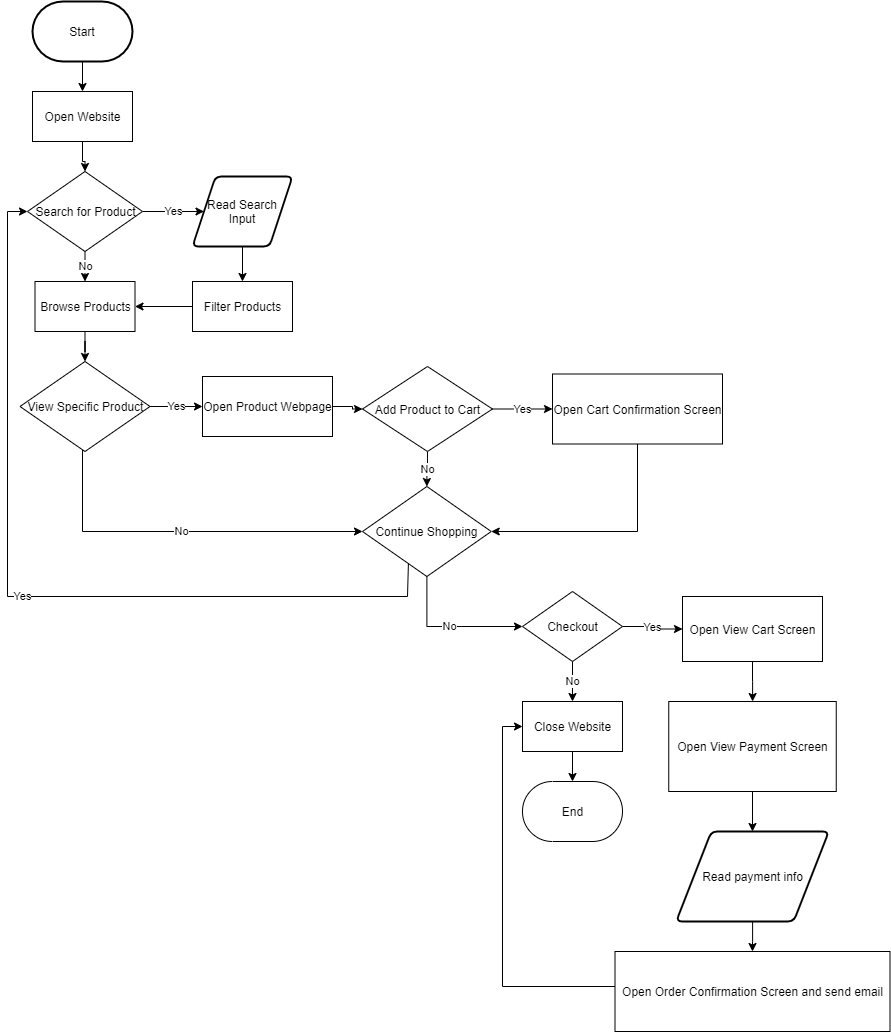 Start
Open Website
Search for Product
Yes
Read Search
Input
No
Browse Products
Filter Products
View Specific Product
Yes
Open Product Webpage
Add Product to Cart
Yes
Open Cart Confirmation Screen
No
No
Continue Shopping
Yes
No
Checkout
Yes
Open View Cart Screen
No
Close Website
Open View Payment Screen
End
Read payment info
Open Order Confirmation Screen and send email